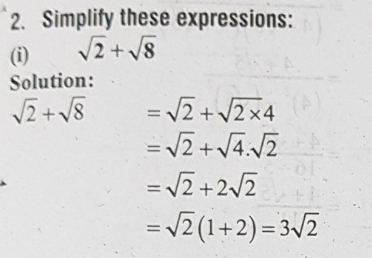 2. Simplify these expressions:
(i) √2+√8
Solution:
√2+√8 = √2+√2×4
= √2+√4.√2
= √2+2√2
= √2(1+2)=3√2